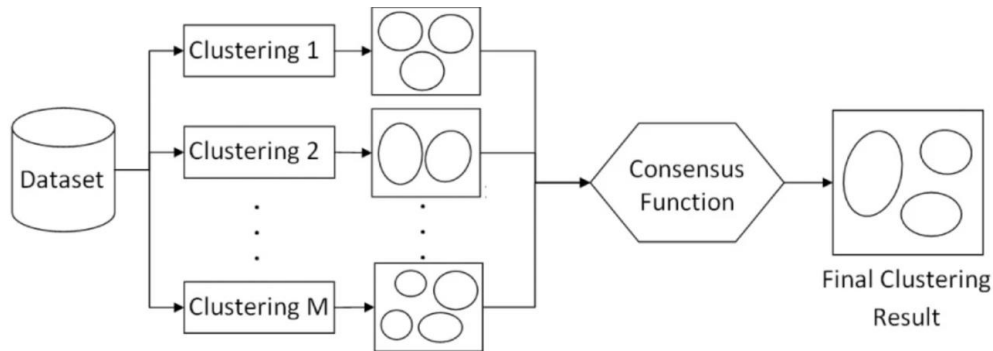 Clustering 1
Clustering 2
Dataset
Clustering M
Consensus
Function
Final Clustering
Result